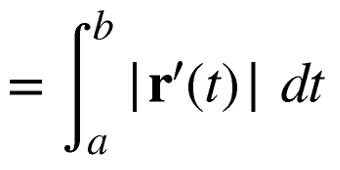 = ∫_a^b |𝐫′(t)| dt